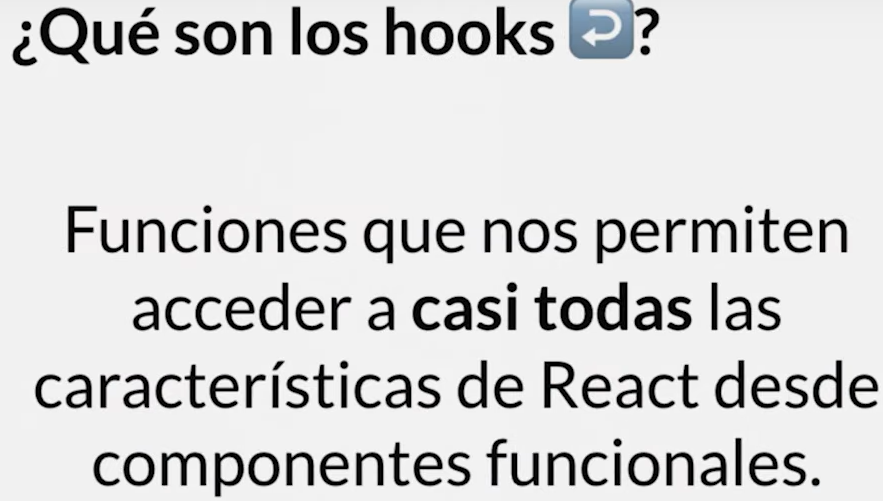 ¿Qué son los hooks ↩️?
Funciones que nos permiten
acceder a casi todas las
características de React desde
componentes funcionales.